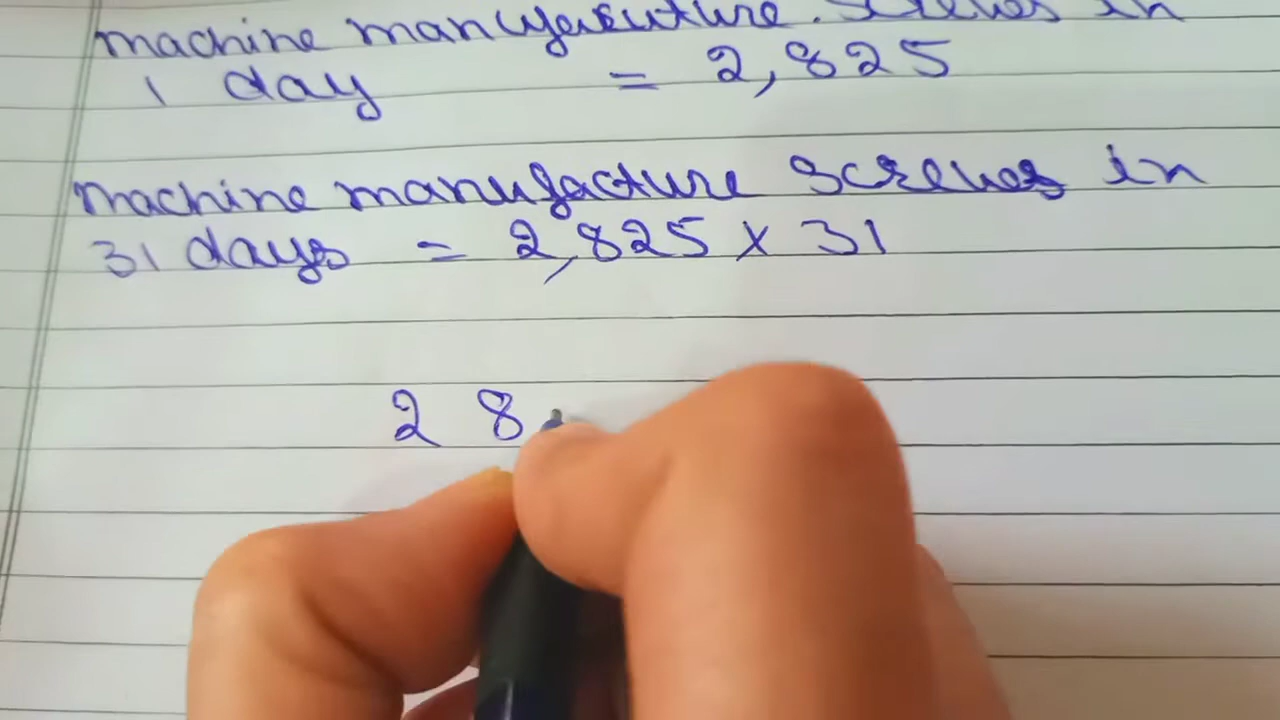 machine manufacture screws in
1 day = 2,825
machine manufacture screws in
31 days = 2,825 x 31
2 8